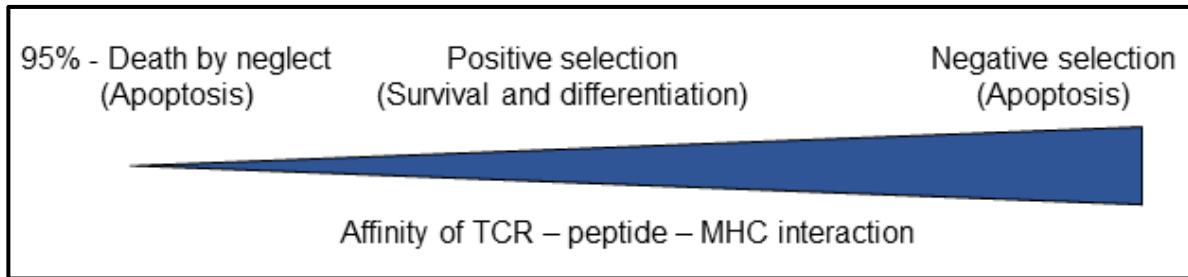 95% - Death by neglect
(Apoptosis)
Positive selection
(Survival and differentiation)
Negative selection
(Apoptosis)
Affinity of TCR – peptide – MHC interaction